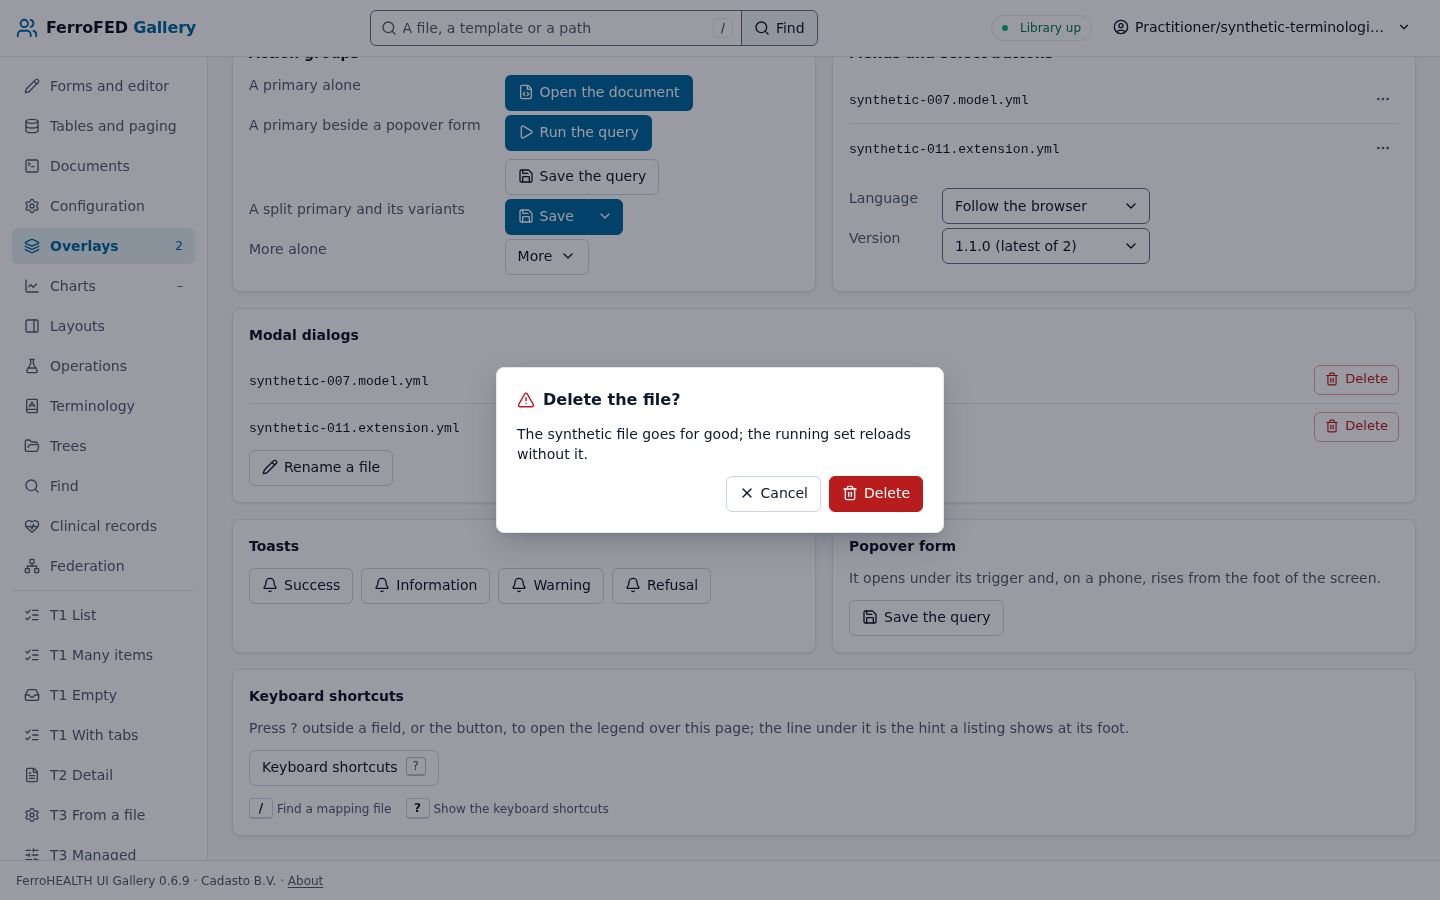 FerroFED Gallery
A file, a template or a path
/
Find
Library up
Practitioner/synthetic-terminologi...
Forms and editor
Tables and paging
Documents
Configuration
Overlays 2
Charts –
Layouts
Operations
Terminology
Trees
Find
Clinical records
Federation
T1 List
T1 Many items
T1 Empty
T1 With tabs
T2 Detail
T3 From a file
T3 Managed
Action groups
A primary alone
Open the document
A primary beside a popover form
Run the query
Save the query
A split primary and its variants
Save
More alone
More
Menus and select buttons
synthetic-007.model.yml
synthetic-011.extension.yml
Language
Follow the browser
Version
1.1.0 (latest of 2)
Modal dialogs
synthetic-007.model.yml
Delete
synthetic-011.extension.yml
Delete
Rename a file
Delete the file?
The synthetic file goes for good; the running set reloads
without it.
Cancel
Delete
Toasts
Success
Information
Warning
Refusal
Popover form
It opens under its trigger and, on a phone, rises from the foot of the screen.
Save the query
Keyboard shortcuts
Press ? outside a field, or the button, to open the legend over this page; the line under it is the hint a listing shows at its foot.
Keyboard shortcuts ?
/ Find a mapping file ? Show the keyboard shortcuts
FerroHEALTH UI Gallery 0.6.9 · Cadasto B.V. · About